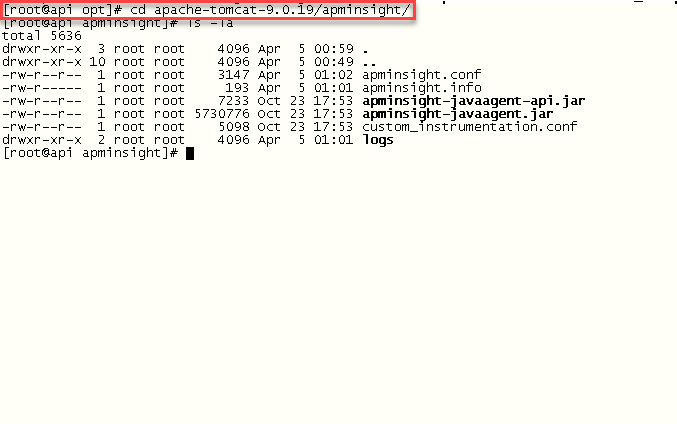 [root@api opt]# cd apache-tomcat-9.0.19/apminsight/
[root@api apminsight]# ls -la
total 5636
drwxr-xr-x  3 root root    4096 Apr  5 00:59 .
drwxr-xr-x 10 root root    4096 Apr  5 00:49 ..
-rw-r--r--  1 root root    3147 Apr  5 01:02 apminsight.conf
-rw-r-----  1 root root     193 Apr  5 01:01 apminsight.info
-rw-r--r--  1 root root    7233 Oct 23 17:53 apminsight-javaagent-api.jar
-rw-r--r--  1 root root 5730776 Oct 23 17:53 apminsight-javaagent.jar
-rw-r--r--  1 root root    5098 Oct 23 17:53 custom_instrumentation.conf
drwxr-xr-x  2 root root    4096 Apr  5 01:01 logs
[root@api apminsight]#